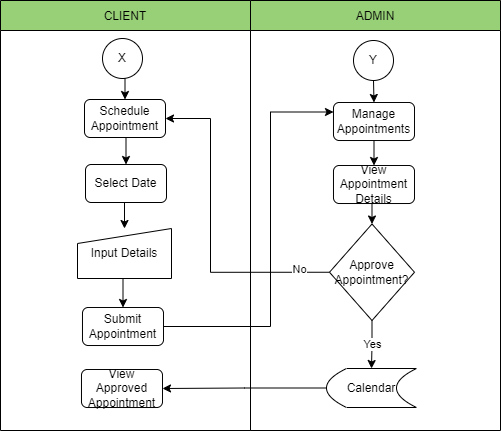 CLIENT
ADMIN
X
Schedule
Appointment
Select Date
Input Details
Submit
Appointment
View
Approved
Appointment
Y
Manage
Appointments
View
Appointment
Details
Approve
Appointment?
No
Yes
Calendar